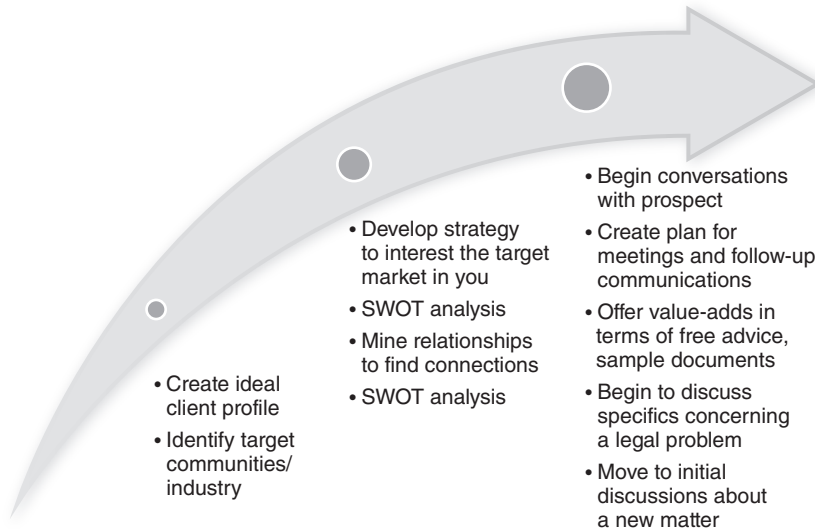 • Create ideal
client profile
• Identify target
communities/
industry
• Develop strategy
to interest the target
market in you
• SWOT analysis
• Mine relationships
to find connections
• SWOT analysis
• Begin conversations
with prospect
• Create plan for
meetings and follow-up
communications
• Offer value-adds in
terms of free advice,
sample documents
• Begin to discuss
specifics concerning
a legal problem
• Move to initial
discussions about
a new matter